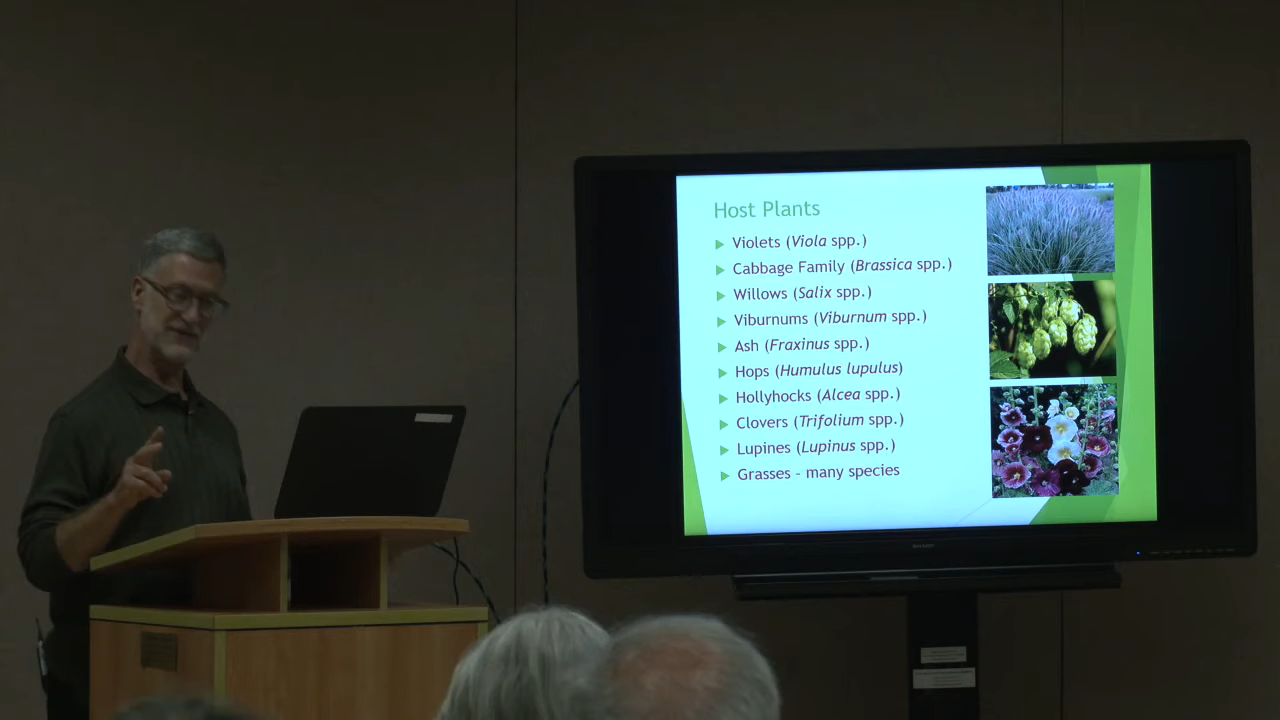 Host Plants
Violets (Viola spp.)
Cabbage Family (Brassica spp.)
Willows (Salix spp.)
Viburnums (Viburnum spp.)
Ash (Fraxinus spp.)
Hops (Humulus lupulus)
Hollyhocks (Alcea spp.)
Clovers (Trifolium spp.)
Lupines (Lupinus spp.)
Grasses – many species
SHARP